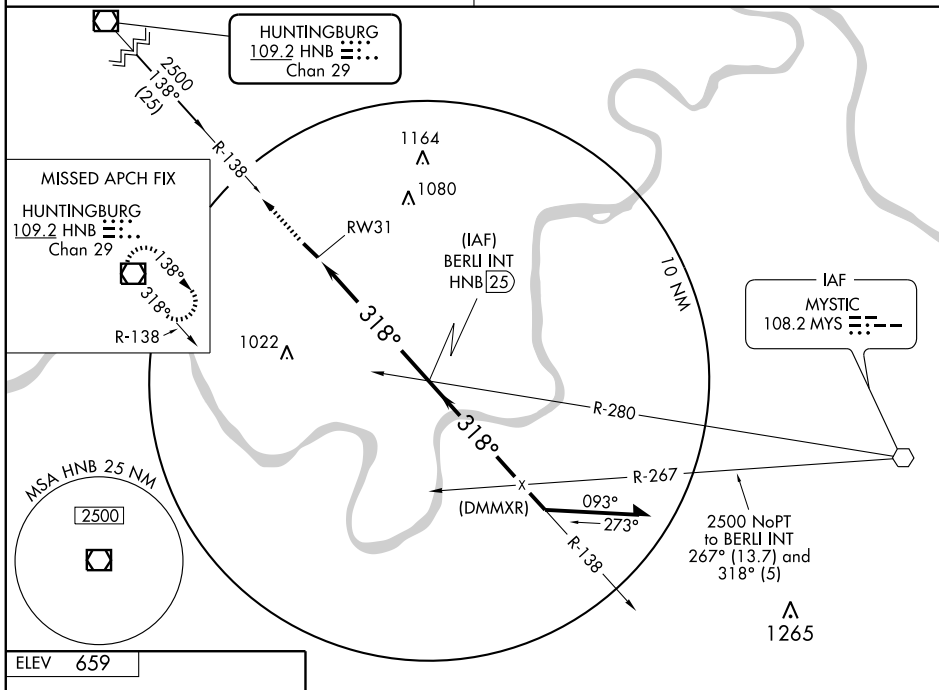 HUNTINGBURG
109.2 HNB
Chan 29
2500
138°
(25)
R-138
1164
1080
MISSED APCH FIX
HUNTINGBURG
109.2 HNB
Chan 29
138°
318°
R-138
RW31
(IAF)
BERLI INT
HNB 25
10 NM
IAF
MYSTIC
108.2 MYS
318°
1022
R-280
318°
R-267
MSA HNB 25 NM
2500
X
(DMMXR)
093°
273°
R-138
2500 NoPT
to BERLI INT
267° (13.7) and
318° (5)
1265
ELEV 659